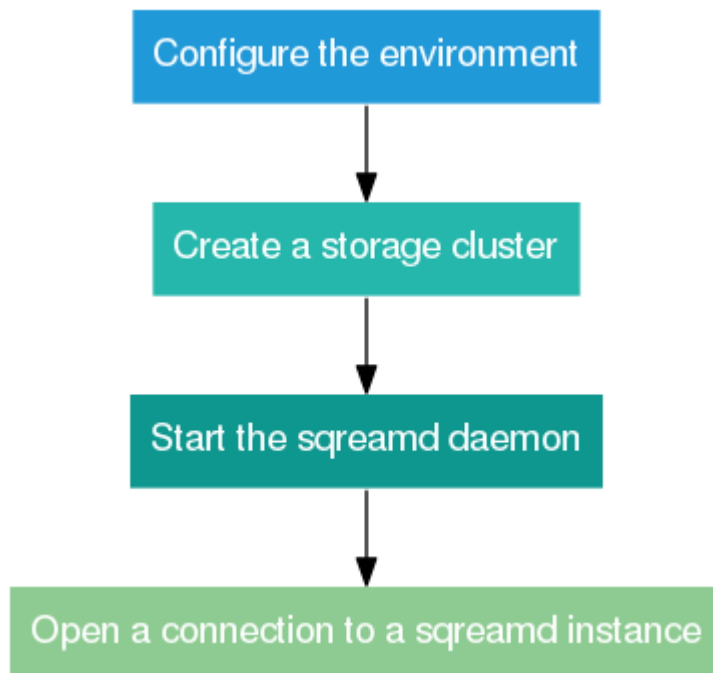 Configure the environment
Create a storage cluster
Start the sqreamd daemon
Open a connection to a sqreamd instance